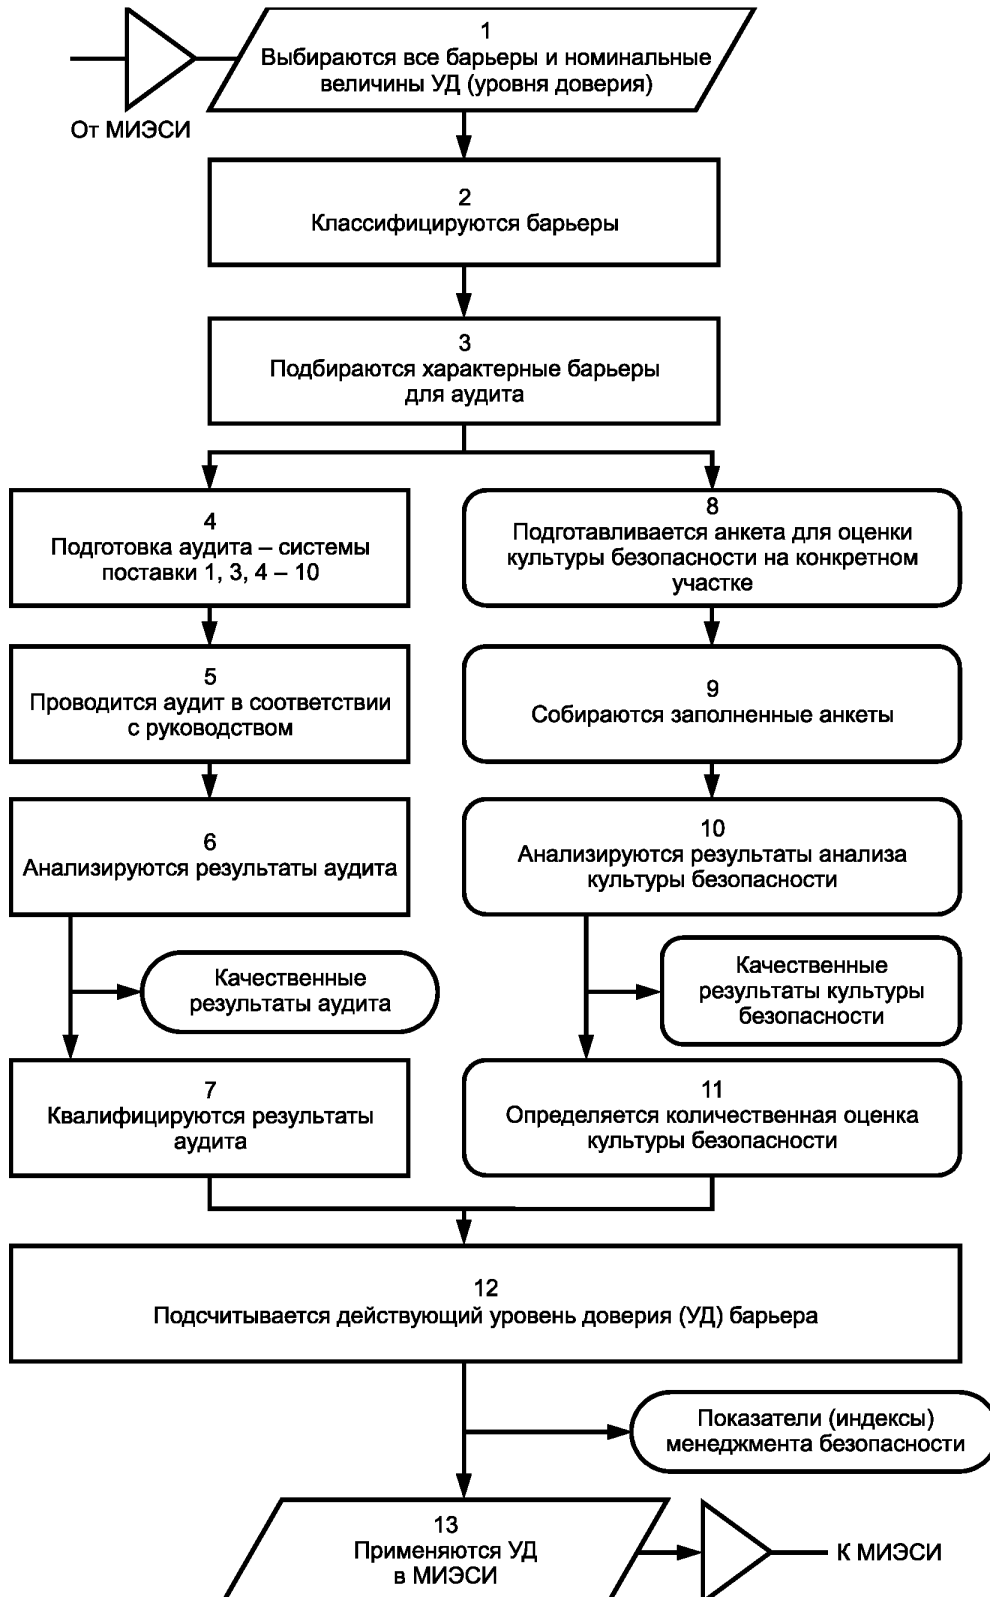 1
Выбираются все барьеры и номинальные
величины УД (уровня доверия)
От МИЭСИ
2
Классифицируются барьеры
3
Подбираются характерные барьеры
для аудита
4
Подготовка аудита – системы
поставки 1, 3, 4 – 10
5
Проводится аудит в соответствии
с руководством
6
Анализируются результаты аудита
Качественные
результаты аудита
7
Квалифицируются результаты
аудита
8
Подготавливается анкета для оценки
культуры безопасности на конкретном
участке
9
Собираются заполненные анкеты
10
Анализируются результаты анализа
культуры безопасности
Качественные
результаты культуры
безопасности
11
Определяется количественная оценка
культуры безопасности
12
Подсчитывается действующий уровень доверия (УД) барьера
Показатели (индексы)
менеджмента безопасности
13
Применяются УД
в МИЭСИ
К МИЭСИ